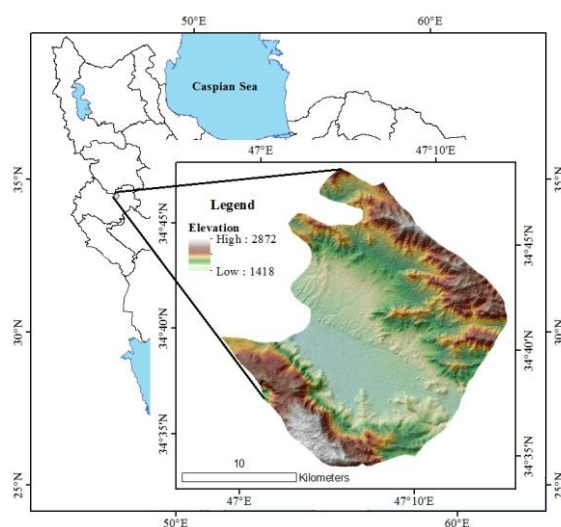 50°E
60°E
Caspian Sea
47°E
47°10'E
35°N
35°N
Legend
Elevation
High : 2872
Low : 1418
34°45'N
34°45'N
34°40'N
34°40'N
30°N
30°N
34°35'N
34°35'N
10
Kilometers
25°N
25°N
47°E
47°10'E
50°E
60°E